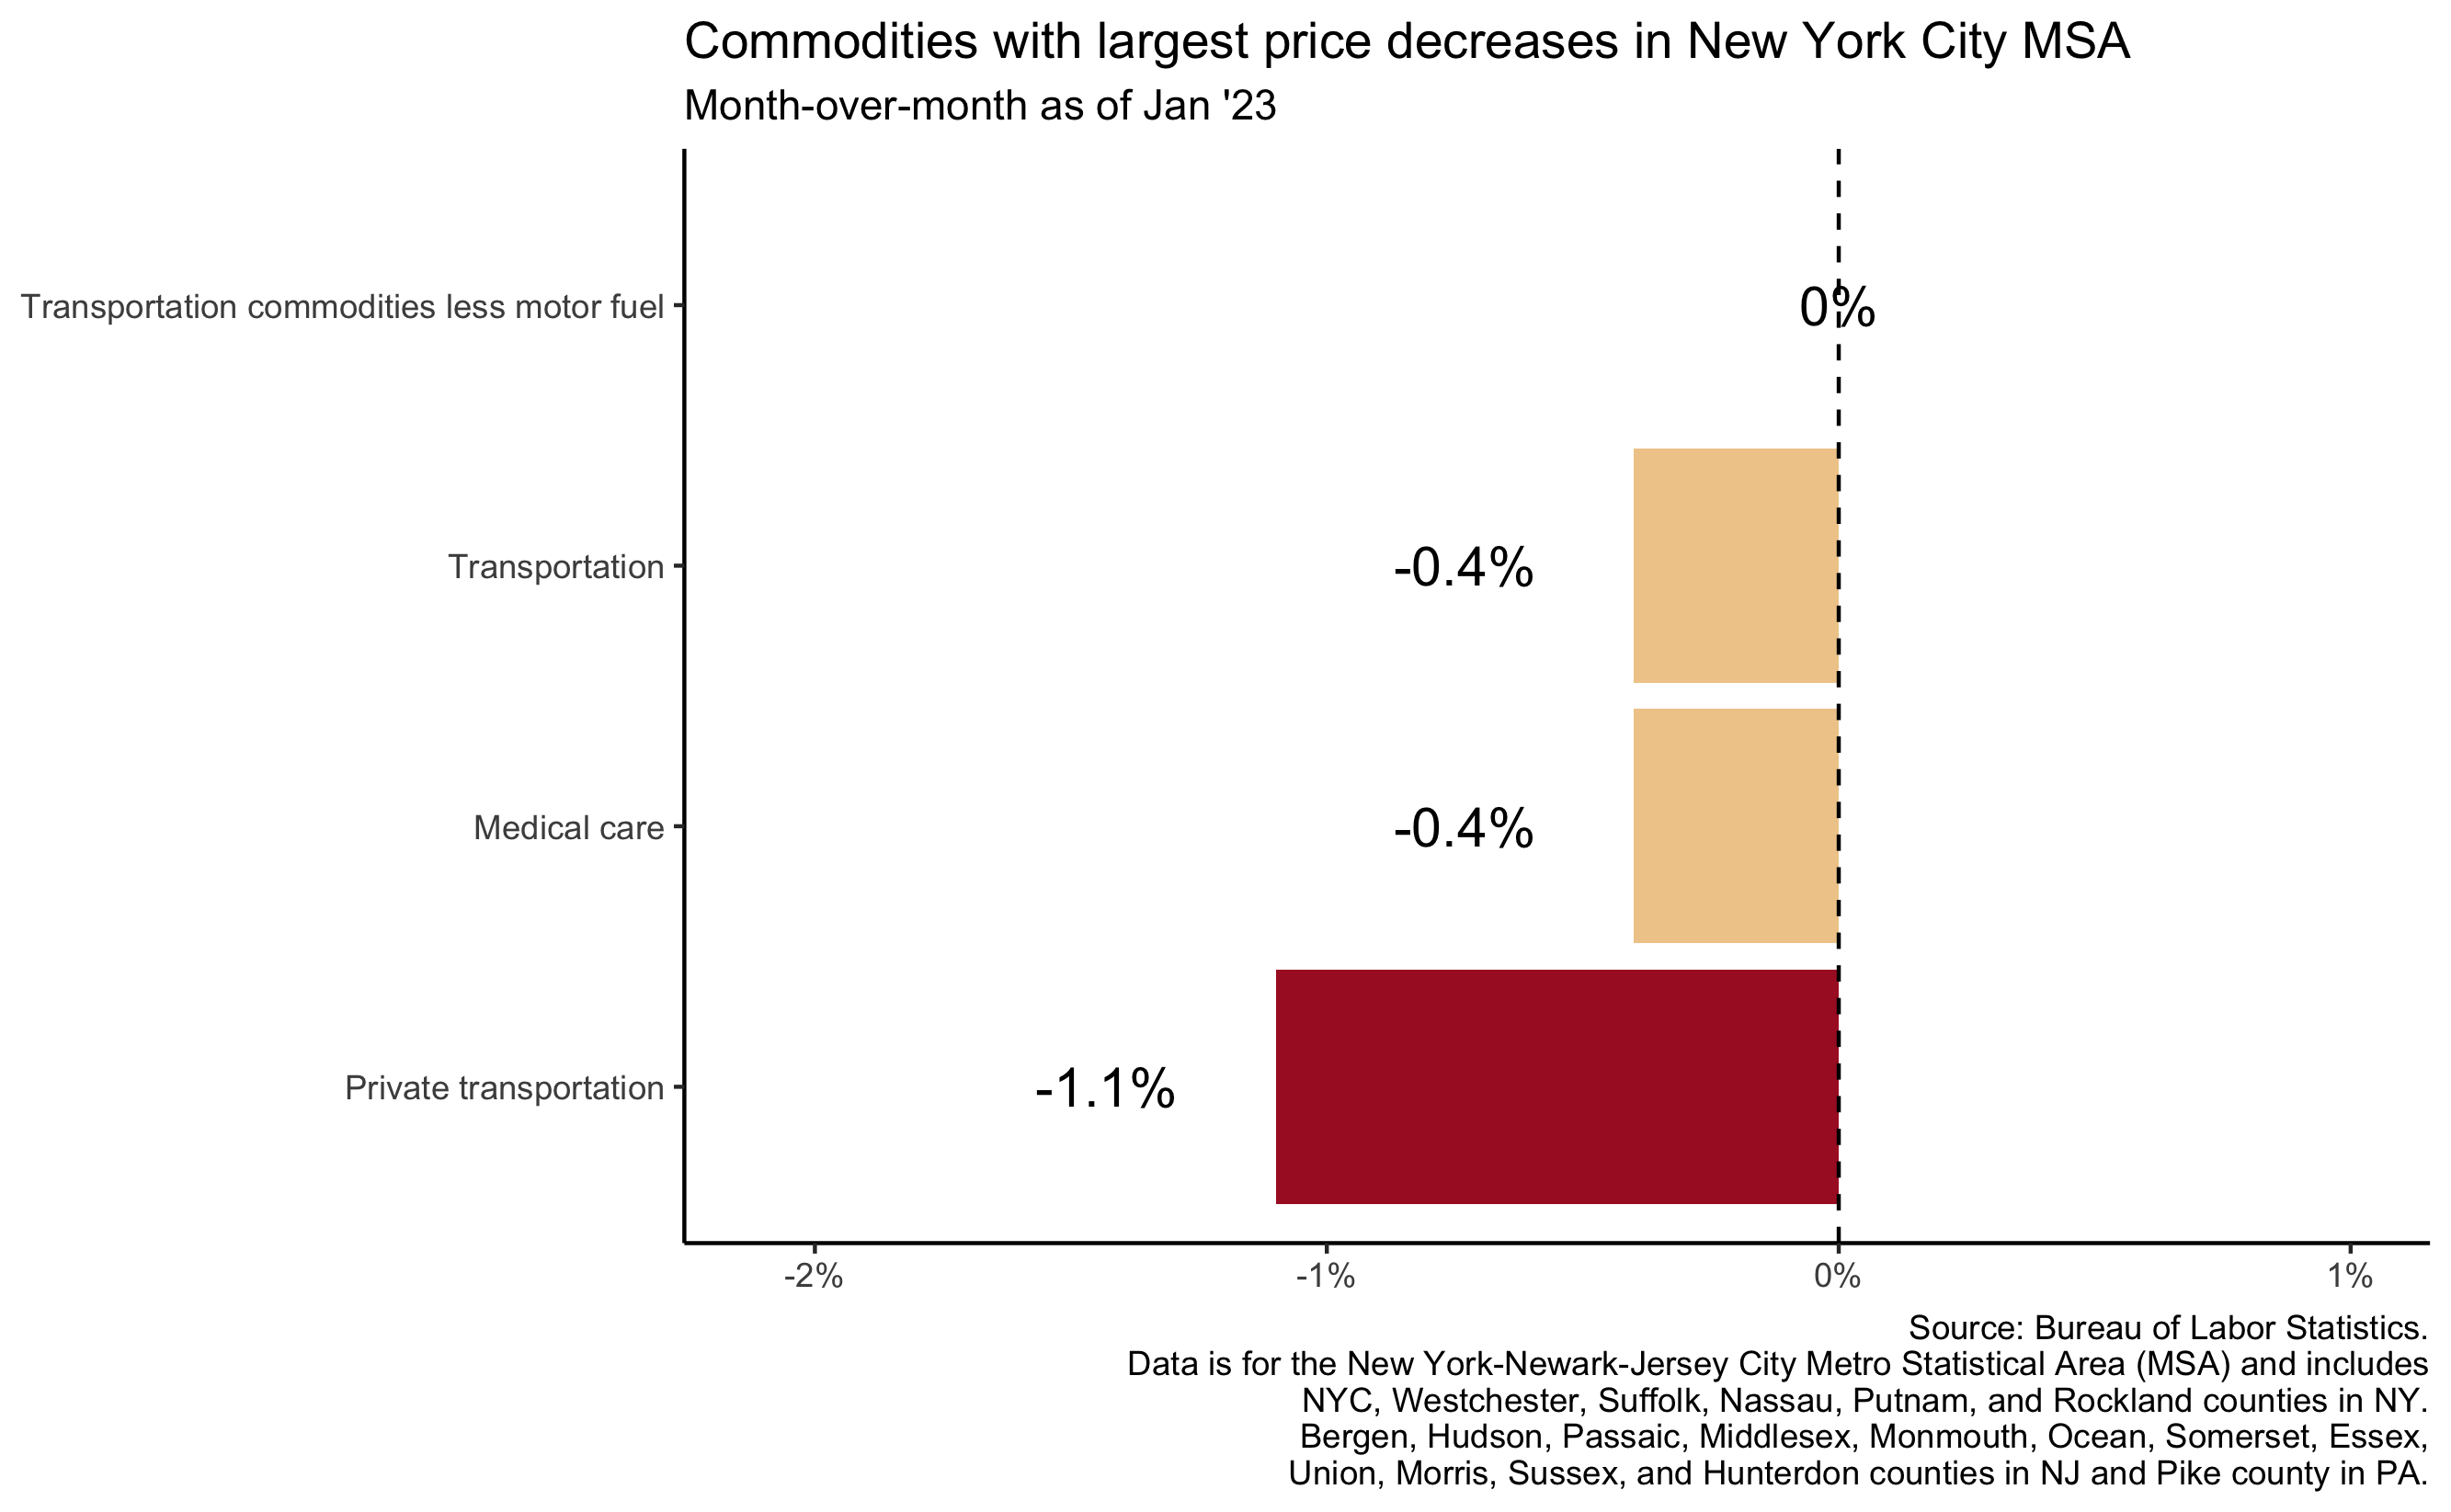 Commodities with largest price decreases in New York City MSA
Month-over-month as of Jan '23
Transportation commodities less motor fuel
0%
Transportation
-0.4%
Medical care
-0.4%
Private transportation
-1.1%
-2%
-1%
0%
1%
Source: Bureau of Labor Statistics.
Data is for the New York-Newark-Jersey City Metro Statistical Area (MSA) and includes
NYC, Westchester, Suffolk, Nassau, Putnam, and Rockland counties in NY.
Bergen, Hudson, Passaic, Middlesex, Monmouth, Ocean, Somerset, Essex,
Union, Morris, Sussex, and Hunterdon counties in NJ and Pike county in PA.